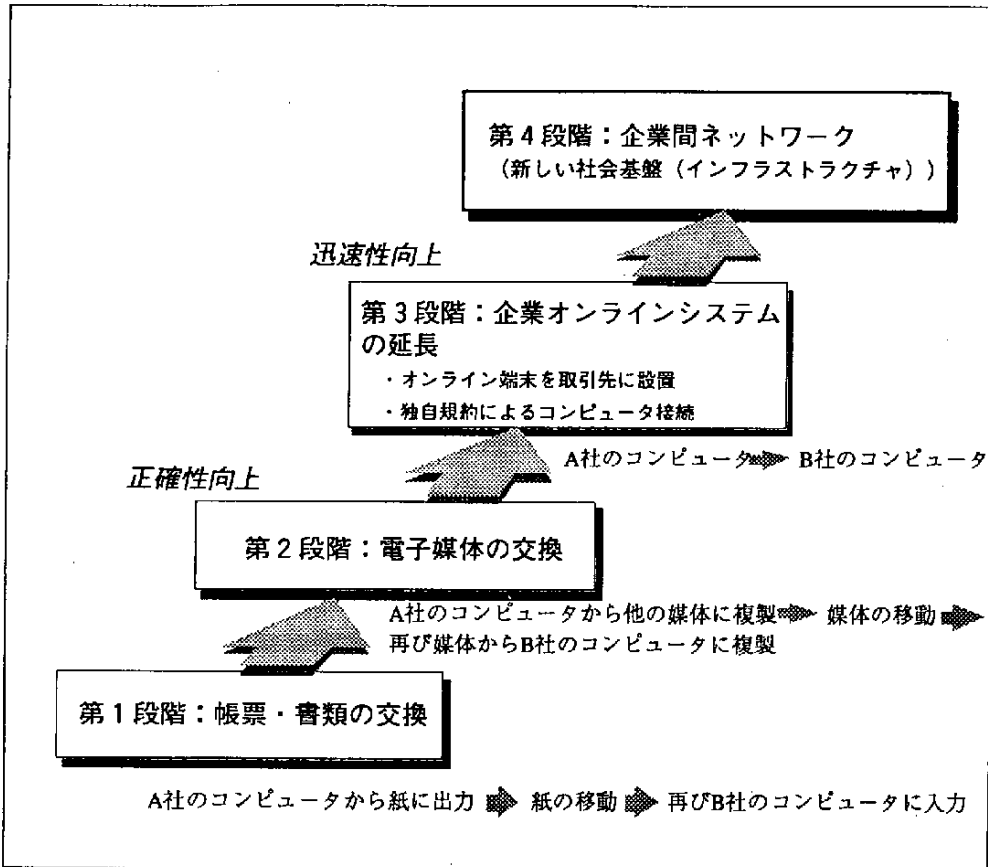 第4段階：企業間ネットワーク
（新しい社会基盤（インフラストラクチャ））
迅速性向上
第3段階：企業オンラインシステム
の延長
・オンライン端末を取引先に設置
・独自規約によるコンピュータ接続
A社のコンピュータ➡ B社のコンピュータ
正確性向上
第2段階：電子媒体の交換
A社のコンピュータから他の媒体に複製➡ 媒体の移動 ➡
再び媒体からB社のコンピュータに複製
第1段階：帳票・書類の交換
A社のコンピュータから紙に出力 ➡ 紙の移動 ➡ 再びB社のコンピュータに入力